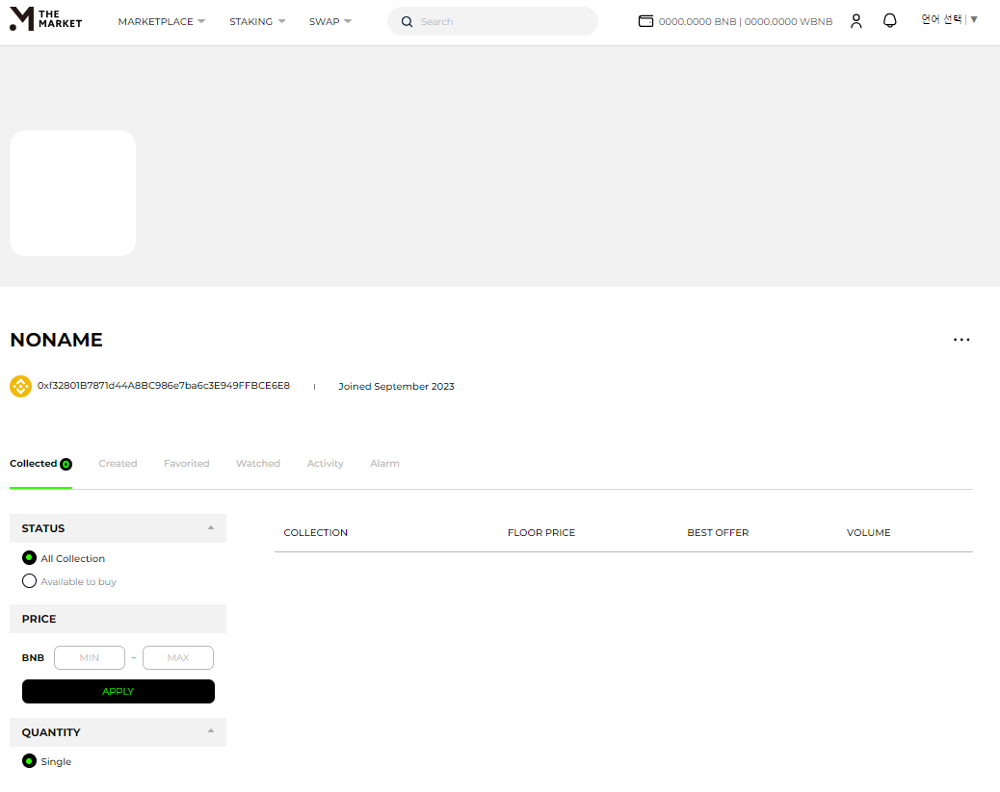 THE
MARKET
MARKETPLACE STAKING SWAP Search 0000.0000 BNB | 0000.0000 WBNB 언어 선택 | ▼
NONAME
0xf32801B7871d44A8BC986e7ba6c3E949FFBCE6E8 | Joined September 2023
Collected 0 Created Favorited Watched Activity Alarm
STATUS
COLLECTION FLOOR PRICE BEST OFFER VOLUME
All Collection
Available to buy
PRICE
BNB MIN - MAX
APPLY
QUANTITY
Single